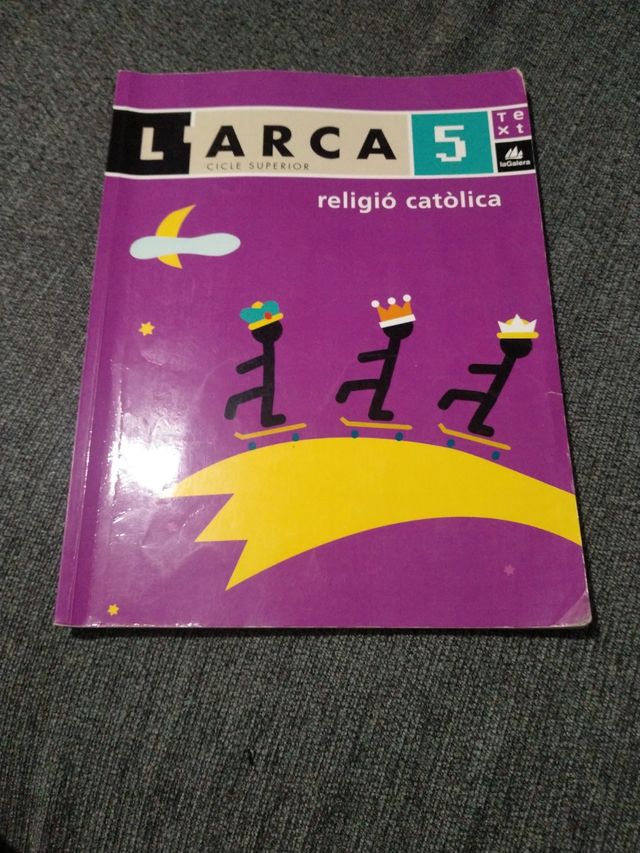 L'ARCA 5
CICLE SUPERIOR
Text
laGalera
religió catòlica